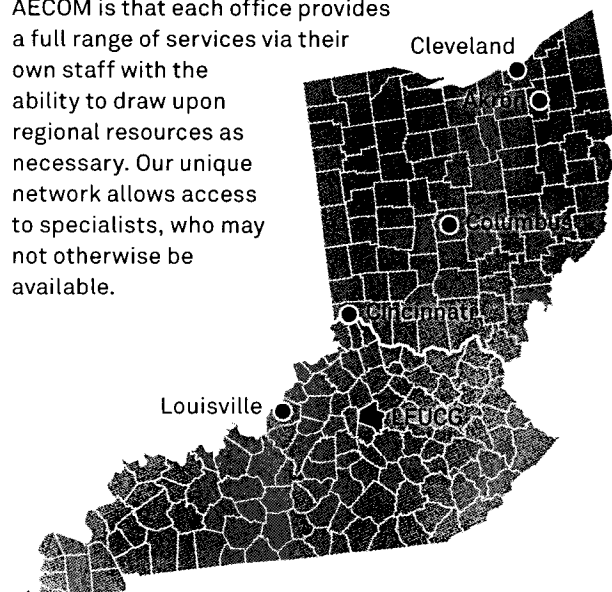 AECOM is that each office provides
a full range of services via their
own staff with the
ability to draw upon
regional resources as
necessary. Our unique
network allows access
to specialists, who may
not otherwise be
available.
Cleveland
Akron
Columbus
Cincinnati
Louisville
LFUCG